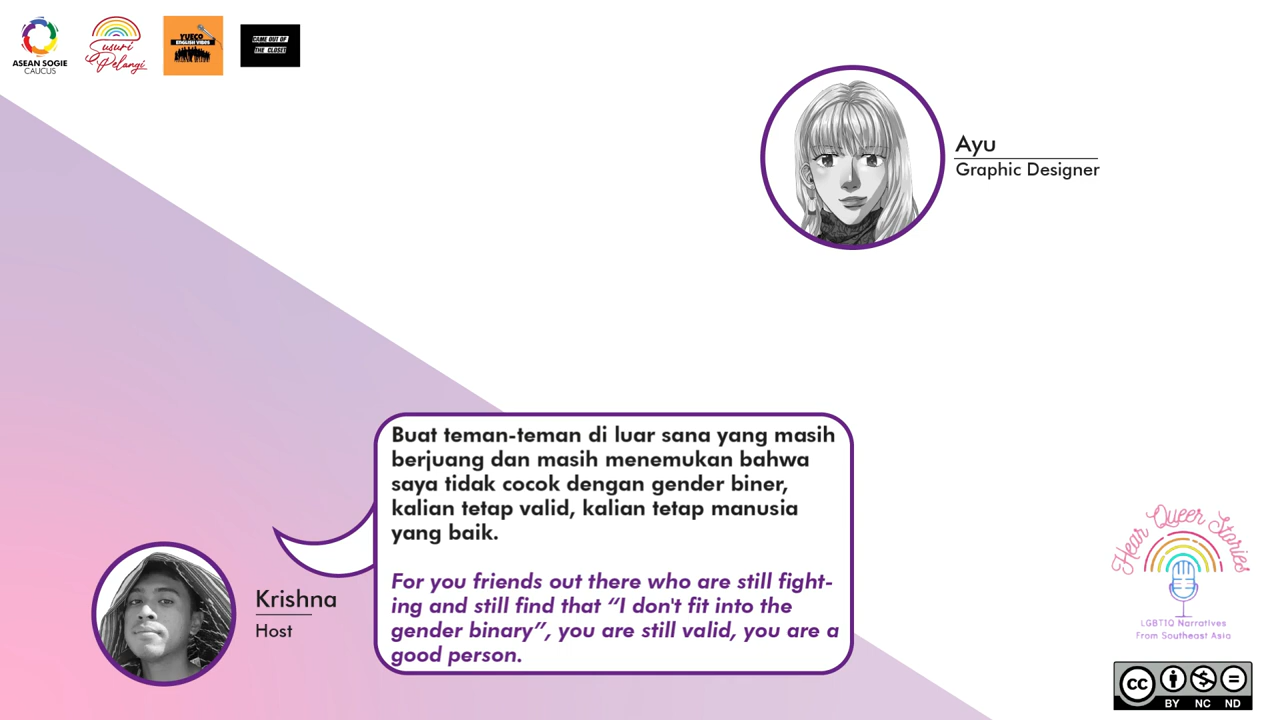 ASEAN SOGIE
CAUCUS
Susuri
Pelangi
YUECO
ENGLISH VIBES
CAME OUT OF
THE CLOSET
Ayu
Graphic Designer
Buat teman-teman di luar sana yang masih
berjuang dan masih menemukan bahwa
saya tidak cocok dengan gender biner,
kalian tetap valid, kalian tetap manusia
yang baik.
For you friends out there who are still fight-
ing and still find that “I don't fit into the
gender binary”, you are still valid, you are a
good person.
Krishna
Host
Hear Queer Stories
LGBTIQ Narratives
From Southeast Asia
cc
BY NC ND